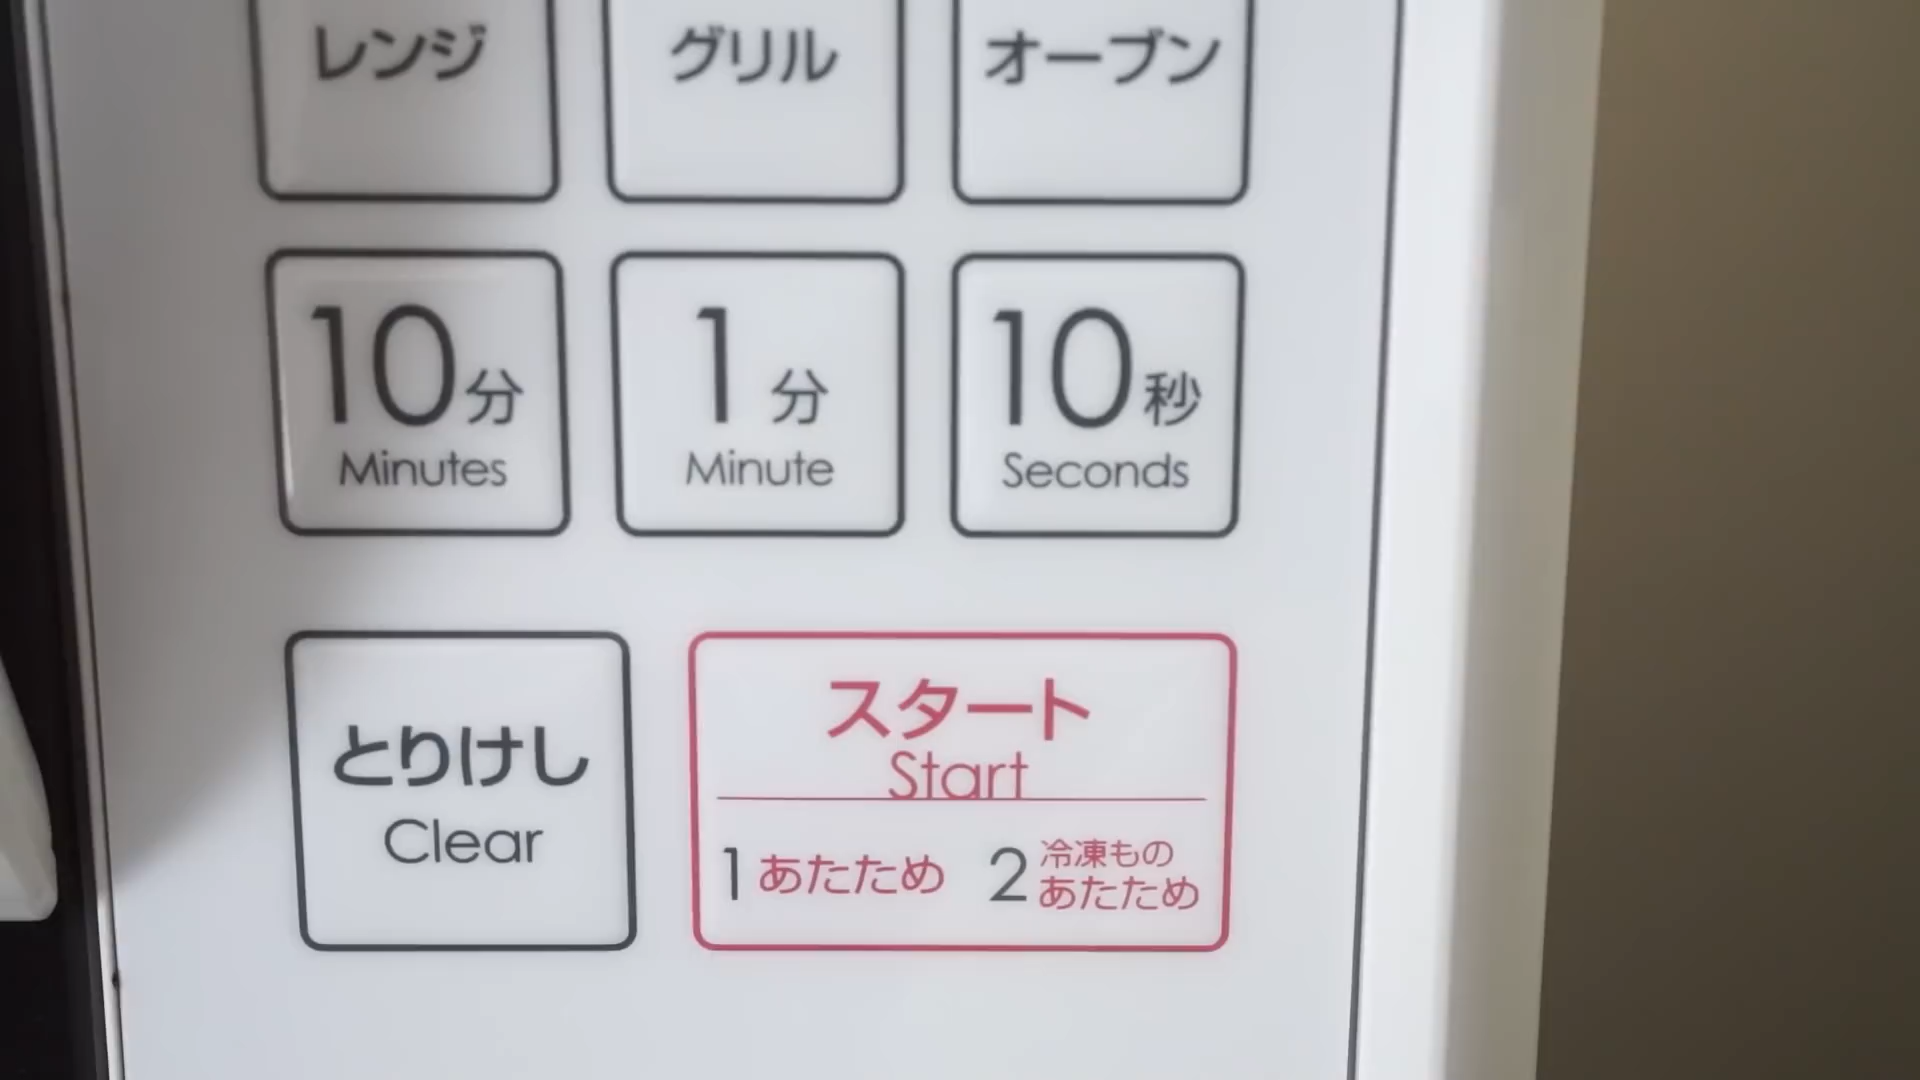 レンジ グリル オーブン
10分 1分 10秒
Minutes Minute Seconds
とりけし
Clear
スタート
Start
1 あたため 2 冷凍もの
あたため